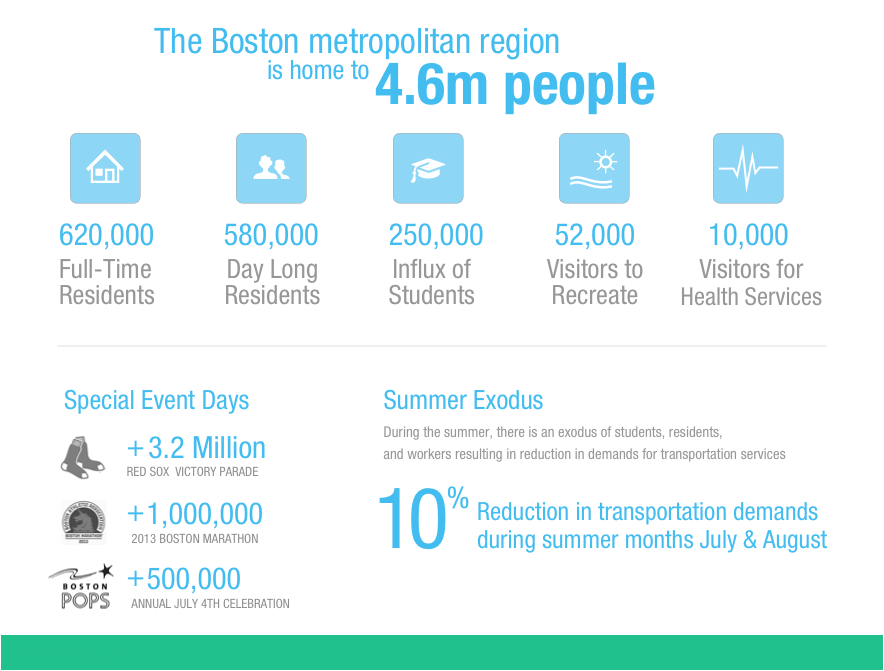 The Boston metropolitan region
is home to 4.6m people
620,000
Full-Time
Residents
580,000
Day Long
Residents
250,000
Influx of
Students
52,000
Visitors to
Recreate
10,000
Visitors for
Health Services
Special Event Days
+3.2 Million
RED SOX VICTORY PARADE
BOSTON MARATHON
+1,000,000
2013 BOSTON MARATHON
BOSTON
POPS
+500,000
ANNUAL JULY 4TH CELEBRATION
Summer Exodus
During the summer, there is an exodus of students, residents,
and workers resulting in reduction in demands for transportation services
10%
Reduction in transportation demands
during summer months July & August